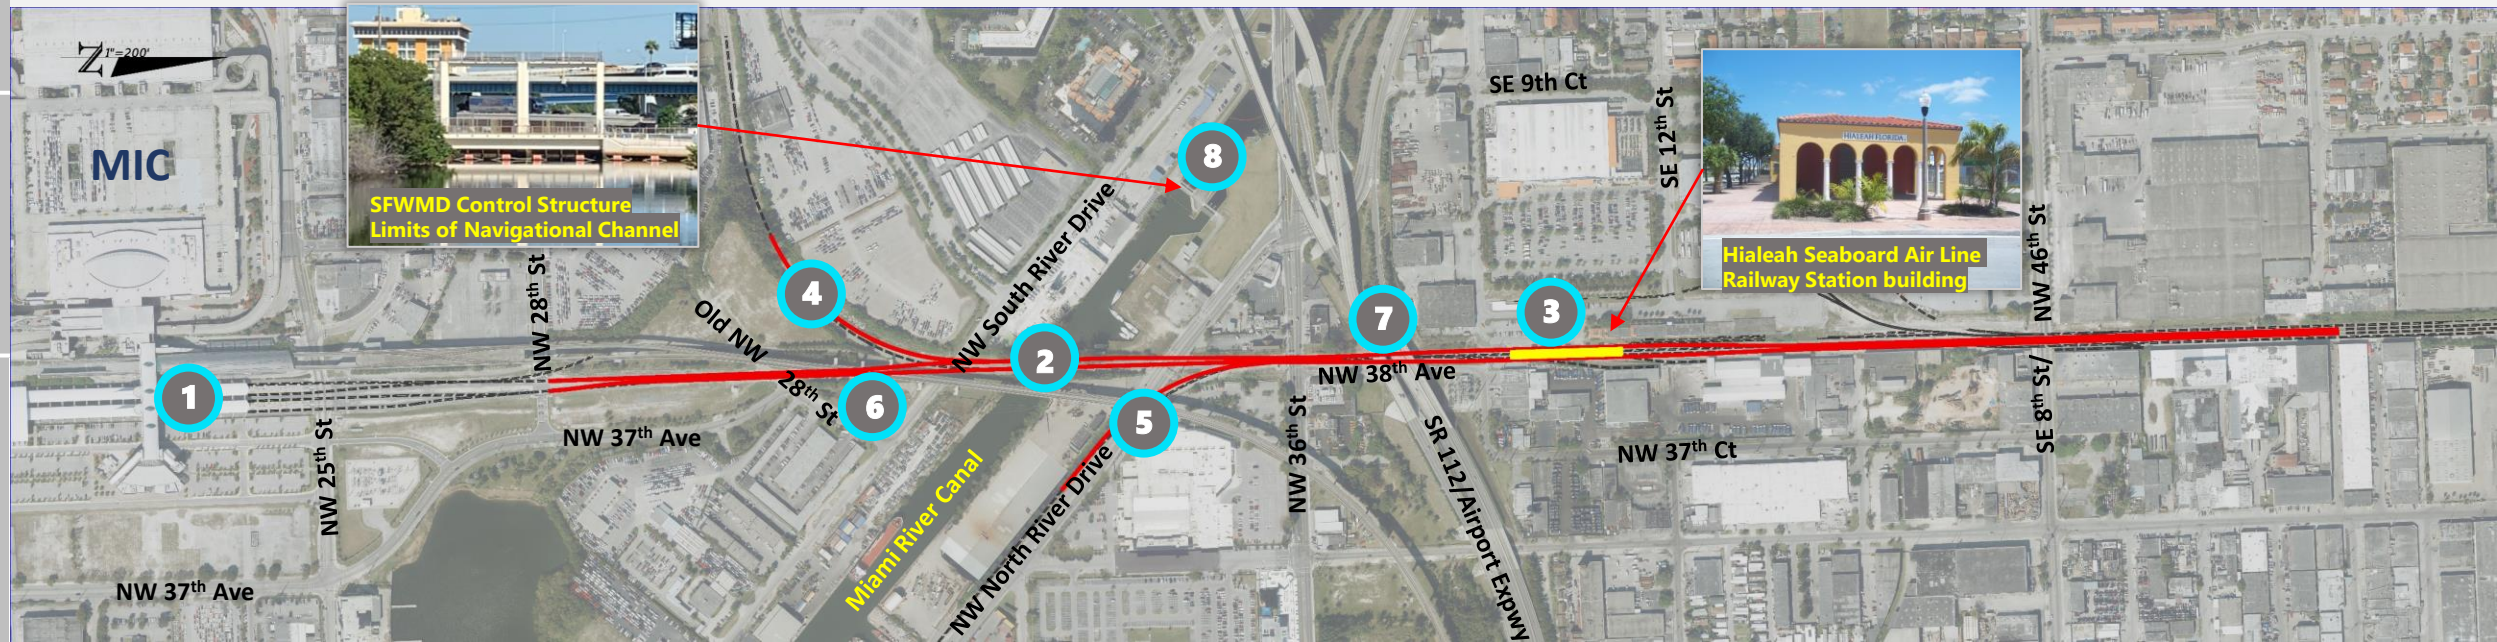 Z 1"=200'
MIC
SFWMD Control Structure
Limits of Navigational Channel
HIALEAH FLORIDA
Hialeah Seaboard Air Line
Railway Station building
SE 9th Ct
SE 12th St
NW 46th St
SE 8th St/
NW 28th St
Old NW
28th St
NW South River Drive
NW 38th Ave
NW 37th Ave
NW 25th St
NW 36th St
NW 37th Ct
SR 112/Airport Expwy
NW North River Drive
Miami River Canal
NW 37th Ave
1
2
3
4
5
6
7
8